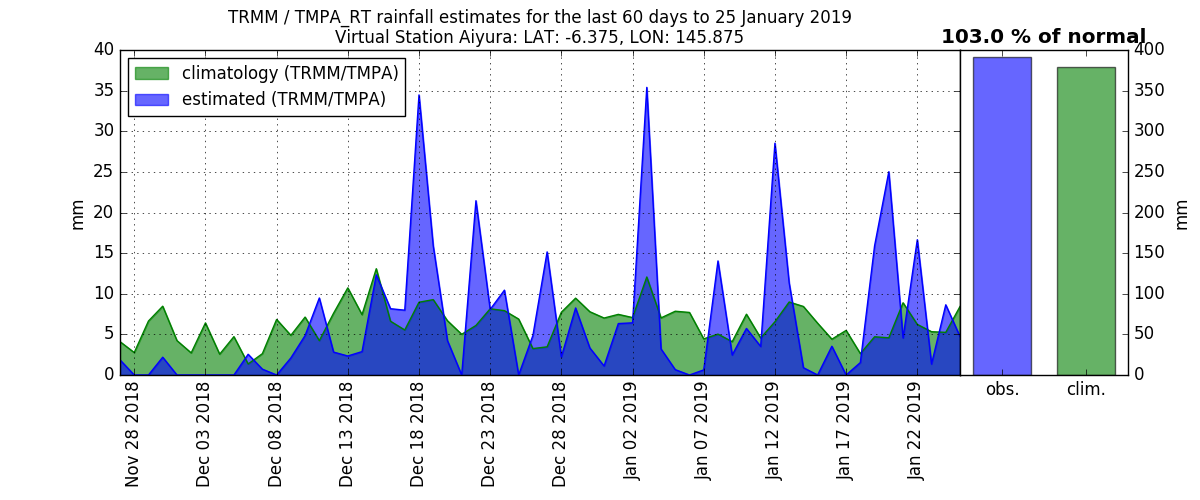 TRMM / TMPA_RT rainfall estimates for the last 60 days to 25 January 2019
Virtual Station Aiyura: LAT: -6.375, LON: 145.875
103.0 % of normal
climatology (TRMM/TMPA)
estimated (TRMM/TMPA)
40
35
30
25
20
15
10
5
0
mm
Nov 28 2018
Dec 03 2018
Dec 08 2018
Dec 13 2018
Dec 18 2018
Dec 23 2018
Dec 28 2018
Jan 02 2019
Jan 07 2019
Jan 12 2019
Jan 17 2019
Jan 22 2019
obs.
clim.
400
350
300
250
200
150
100
50
0
mm